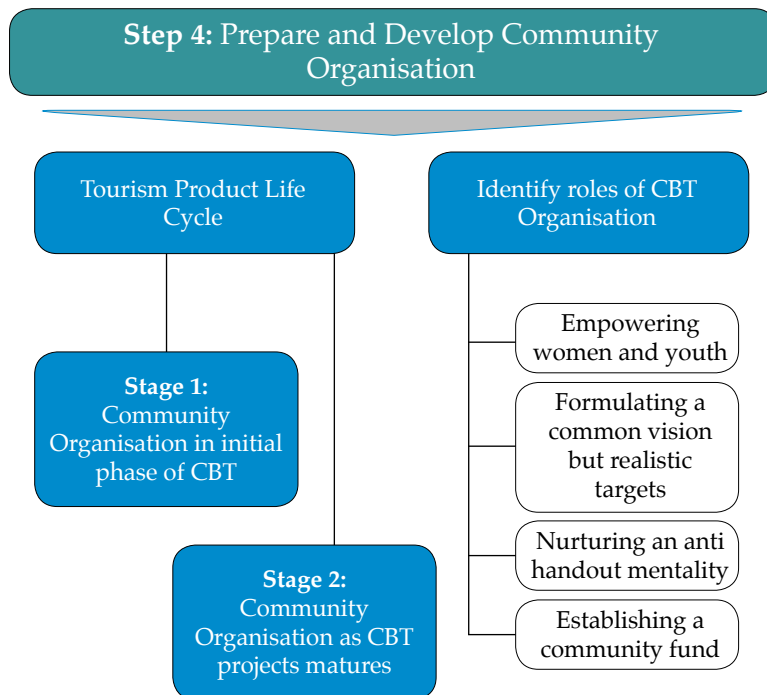 Step 4: Prepare and Develop Community
Organisation
Tourism Product Life
Cycle
Identify roles of CBT
Organisation
Stage 1:
Community
Organisation in initial
phase of CBT
Stage 2:
Community
Organisation as CBT
projects matures
Empowering
women and youth
Formulating a
common vision
but realistic
targets
Nurturing an anti
handout mentality
Establishing a
community fund